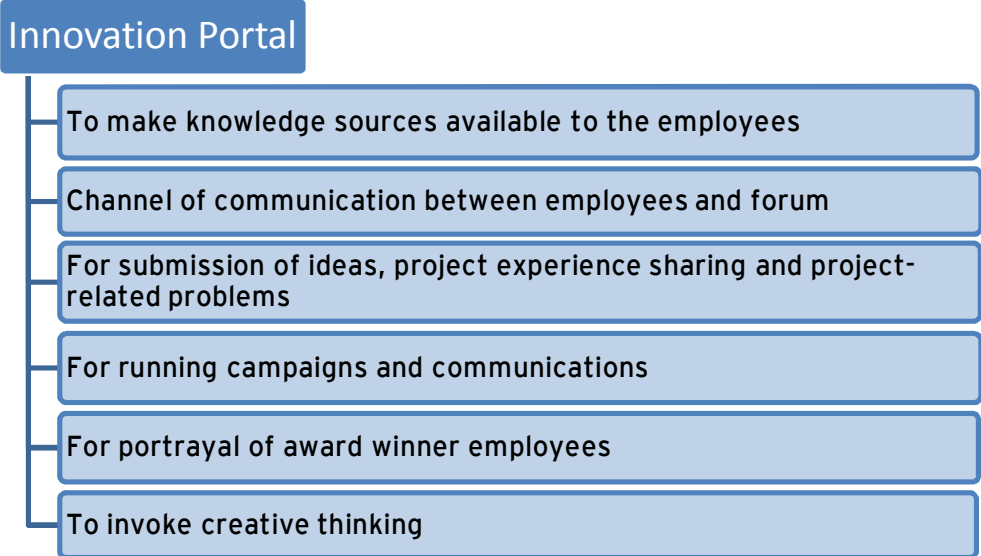 Innovation Portal
To make knowledge sources available to the employees
Channel of communication between employees and forum
For submission of ideas, project experience sharing and project-
related problems
For running campaigns and communications
For portrayal of award winner employees
To invoke creative thinking